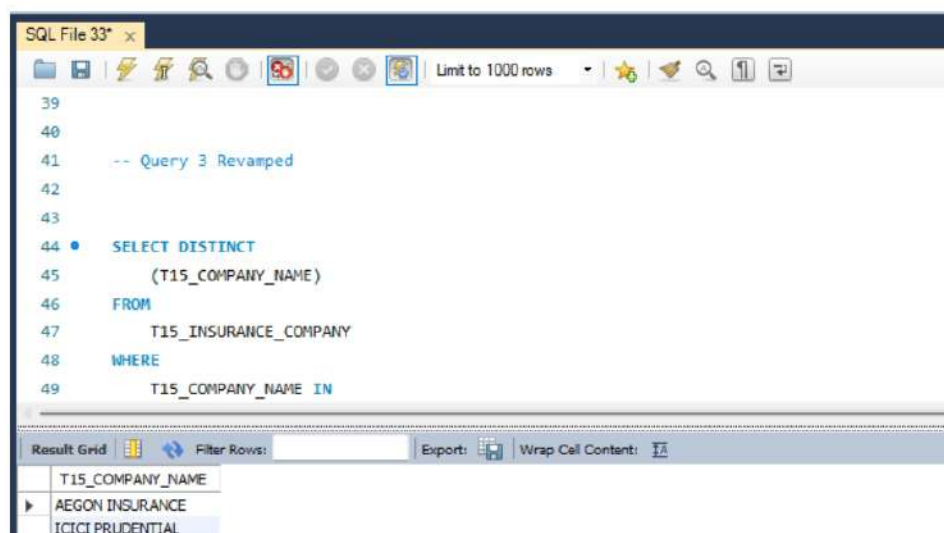 SQL File 33*
Limit to 1000 rows
39
40
41 -- Query 3 Revamped
42
43
44 SELECT DISTINCT
45 (T15_COMPANY_NAME)
46 FROM
47 T15_INSURANCE_COMPANY
48 WHERE
49 T15_COMPANY_NAME IN
Result Grid Filter Rows: Export: Wrap Cell Content: IA
T15_COMPANY_NAME
AEGON INSURANCE
ICICI PRUDENTIAL